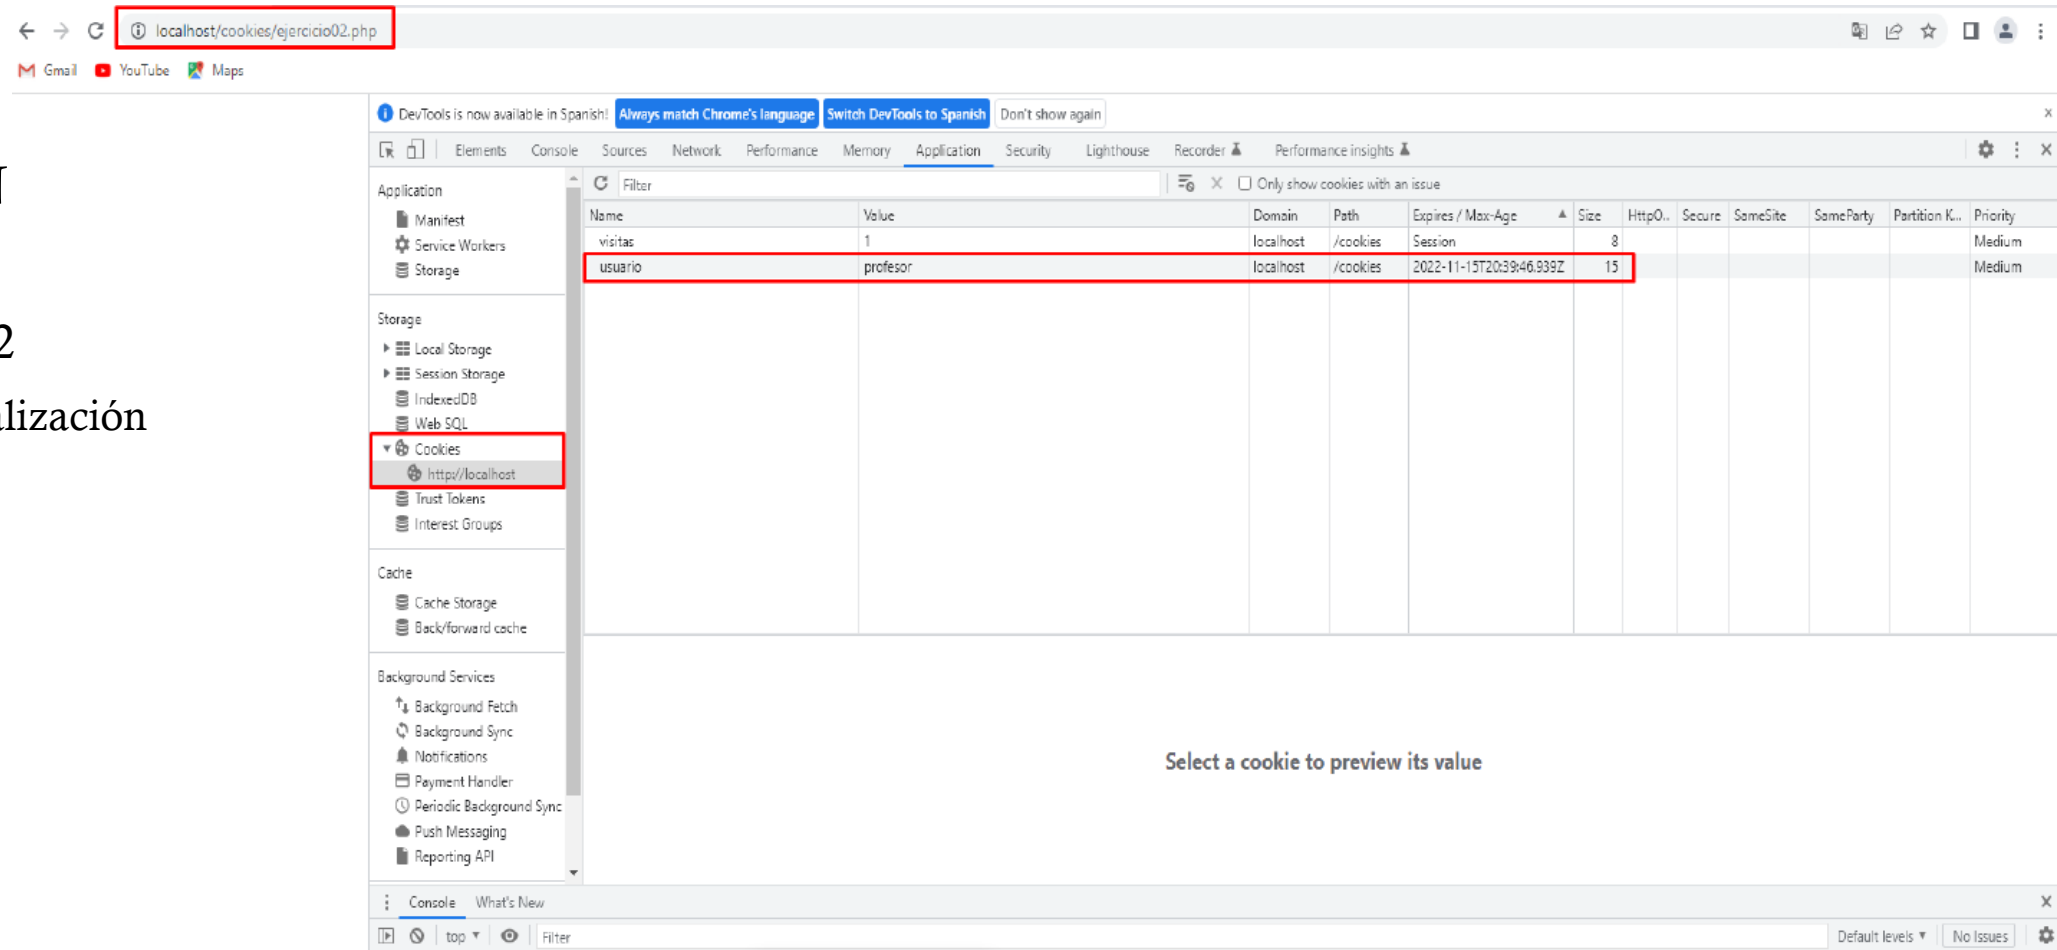 localhost/cookies/ejercicio02.php
Gmail YouTube Maps
DevTools is now available in Spanish! Always match Chrome's language Switch DevTools to Spanish Don't show again
Elements Console Sources Network Performance Memory Application Security Lighthouse Recorder Performance insights
N
2
alización
Application
Manifest
Service Workers
Storage
Storage
Local Storage
Session Storage
IndexedDB
Web SQL
Cookies
http://localhost
Trust Tokens
Interest Groups
Cache
Cache Storage
Back/forward cache
Background Services
Background Fetch
Background Sync
Notifications
Payment Handler
Periodic Background Sync
Push Messaging
Reporting API
Filter Only show cookies with an issue
Name Value Domain Path Expires / Max-Age Size HttpO... Secure SameSite SameParty Partition K... Priority
visitas 1 localhost /cookies Session 8 Medium
usuario profesor localhost /cookies 2022-11-15T20:39:46.939Z 15 Medium
Select a cookie to preview its value
Console What's New
top Filter Default levels No Issues